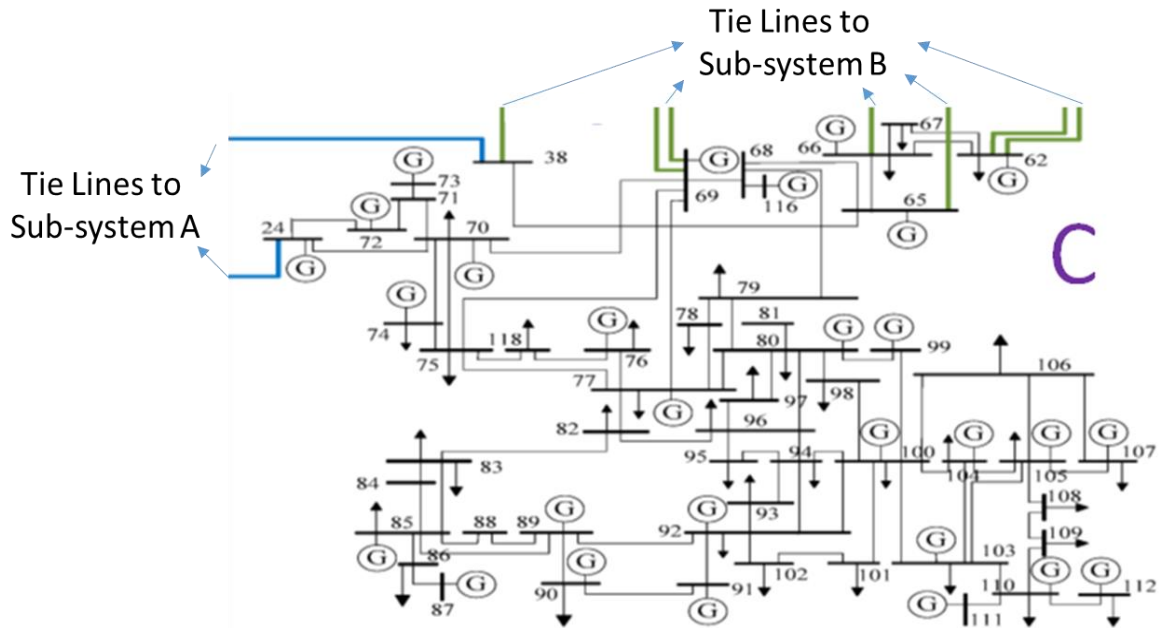 Tie Lines to
Sub-system B
Tie Lines to
Sub-system A
C
38
G
69
68
G
116
G
66
67
62
G
65
G
G
73
71
G
72
24
G
70
G
G
74
75
118
G
76
77
G
78
79
80
81
G
G
99
98
97
96
82
83
84
85
G
86
87
G
88
89
G
90
G
91
G
92
G
93
94
95
G
100
101
102
103
G
104
G
105
G
106
107
G
108
109
G
110
G
111
G
112